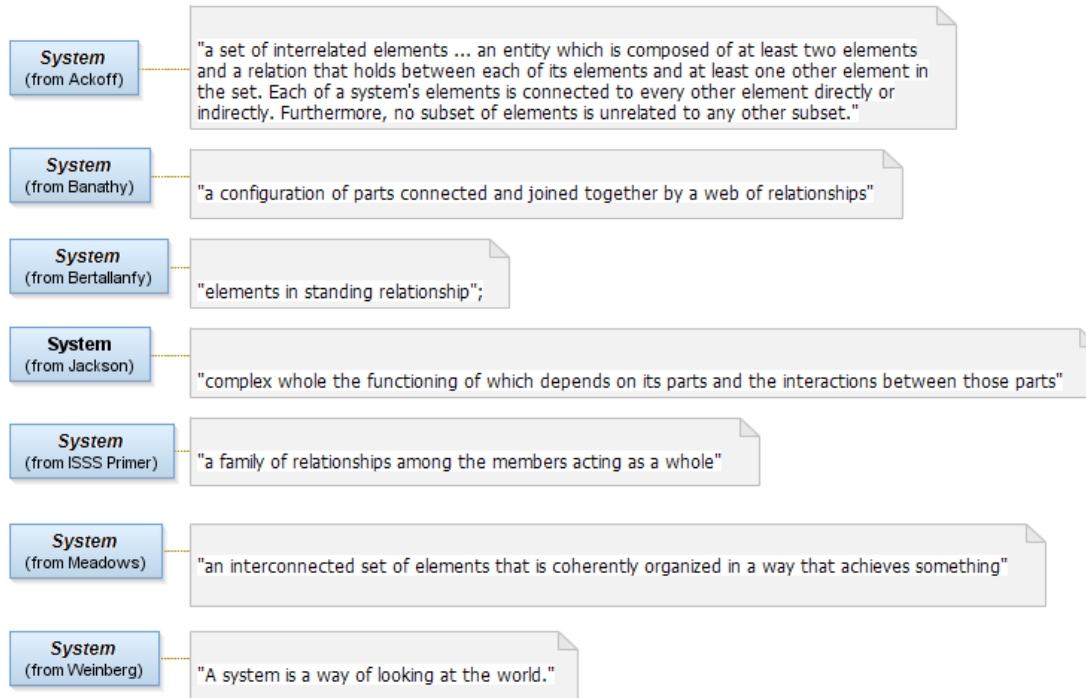 System
(from Ackoff)
"a set of interrelated elements ... an entity which is composed of at least two elements
and a relation that holds between each of its elements and at least one other element in
the set. Each of a system's elements is connected to every other element directly or
indirectly. Furthermore, no subset of elements is unrelated to any other subset."
System
(from Banathy)
"a configuration of parts connected and joined together by a web of relationships"
System
(from Bertallanfy)
"elements in standing relationship";
System
(from Jackson)
"complex whole the functioning of which depends on its parts and the interactions between those parts"
System
(from ISSS Primer)
"a family of relationships among the members acting as a whole"
System
(from Meadows)
"an interconnected set of elements that is coherently organized in a way that achieves something"
System
(from Weinberg)
"A system is a way of looking at the world."